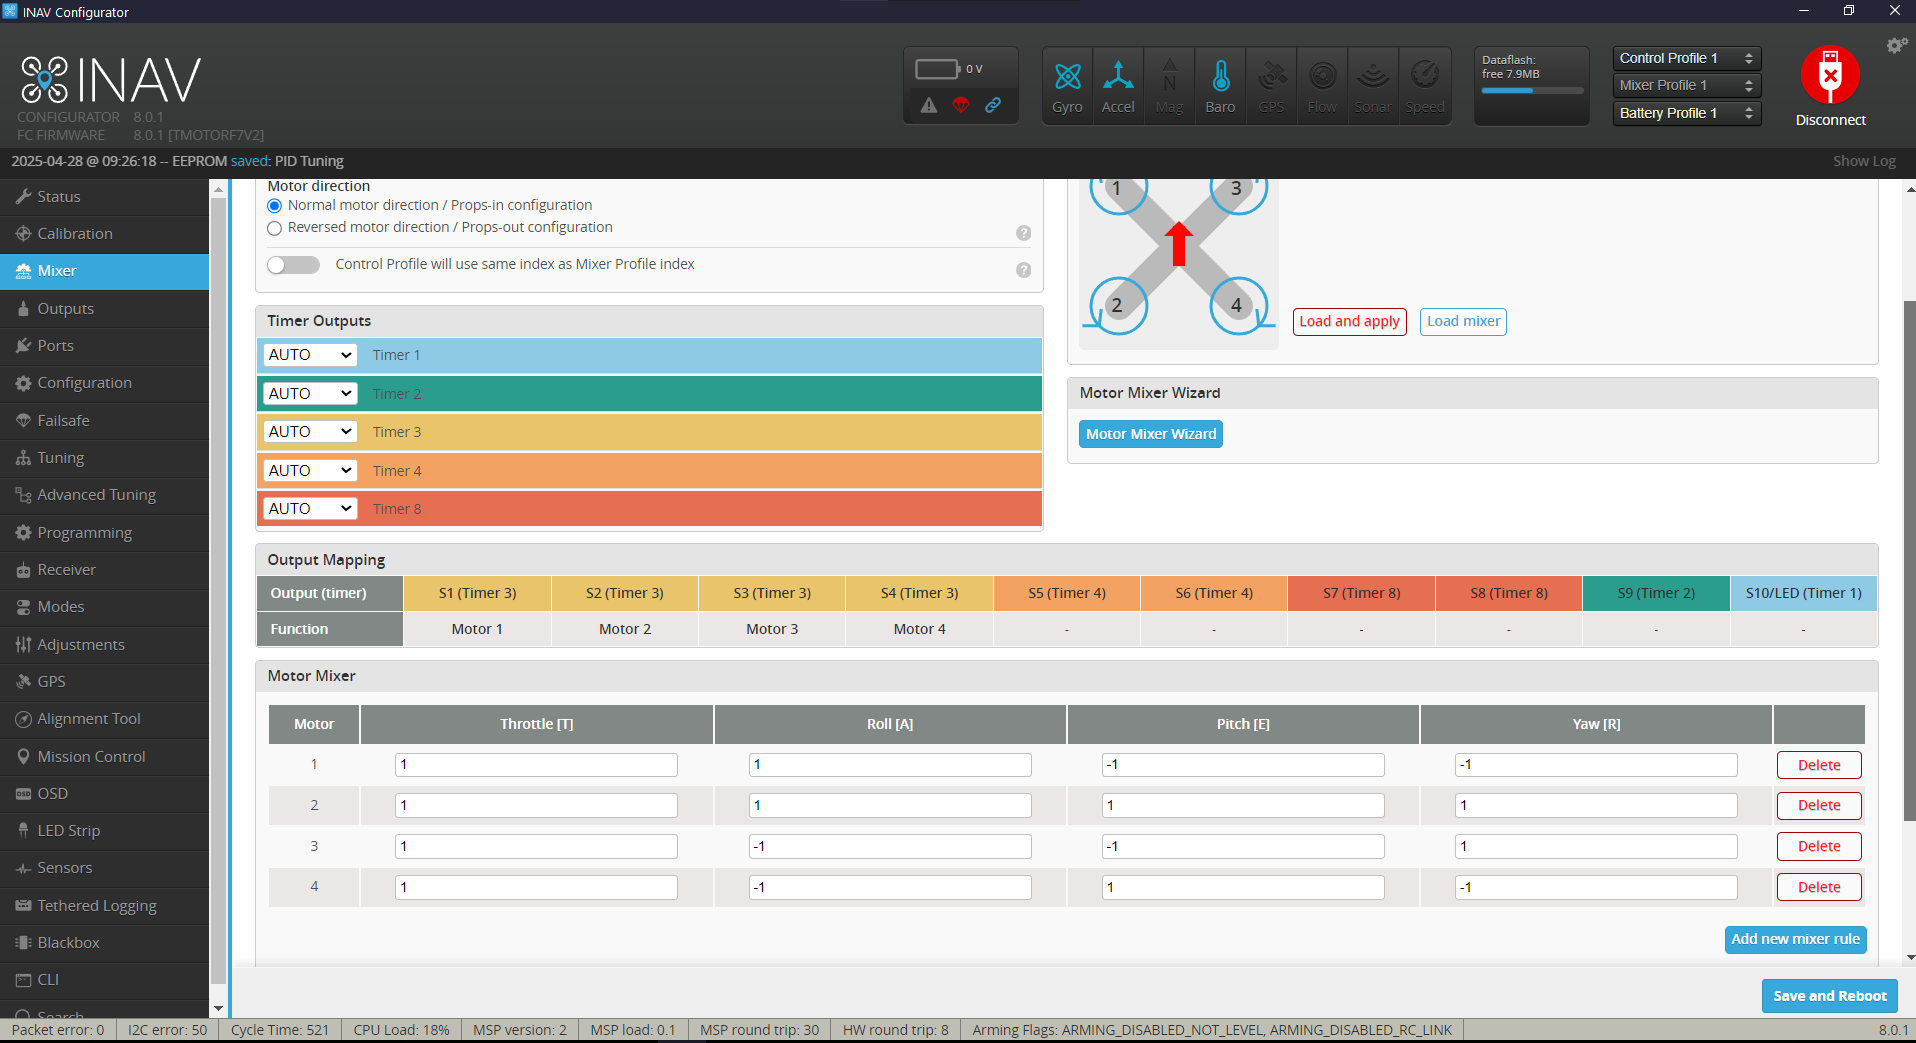 INAV Configurator
INAV
CONFIGURATOR 8.0.1
FC FIRMWARE 8.0.1 [TMOTORF7V2]
0 V
Gyro Accel Mag Baro GPS Flow Sonar Speed
Dataflash:
free 7.9MB
Control Profile 1
Mixer Profile 1
Battery Profile 1
Disconnect
2025-04-28 @ 09:26:18 -- EEPROM saved: PID Tuning
Show Log
Status
Calibration
Mixer
Outputs
Ports
Configuration
Failsafe
Tuning
Advanced Tuning
Programming
Receiver
Modes
Adjustments
GPS
Alignment Tool
Mission Control
OSD
LED Strip
Sensors
Tethered Logging
Blackbox
CLI
Search
Motor direction
Normal motor direction / Props-in configuration
Reversed motor direction / Props-out configuration
Control Profile will use same index as Mixer Profile index
1 3
2 4
Load and apply Load mixer
Timer Outputs
AUTO Timer 1
AUTO Timer 2
AUTO Timer 3
AUTO Timer 4
AUTO Timer 8
Motor Mixer Wizard
Motor Mixer Wizard
Output Mapping
Output (timer) S1 (Timer 3) S2 (Timer 3) S3 (Timer 3) S4 (Timer 3) S5 (Timer 4) S6 (Timer 4) S7 (Timer 8) S8 (Timer 8) S9 (Timer 2) S10/LED (Timer 1)
Function Motor 1 Motor 2 Motor 3 Motor 4 - - - - - -
Motor Mixer
Motor Throttle [T] Roll [A] Pitch [E] Yaw [R]
1 1 1 -1 -1 Delete
2 1 1 1 1 Delete
3 1 -1 -1 1 Delete
4 1 -1 1 -1 Delete
Add new mixer rule
Save and Reboot
Packet error: 0 I2C error: 50 Cycle Time: 521 CPU Load: 18% MSP version: 2 MSP load: 0.1 MSP round trip: 30 HW round trip: 8 Arming Flags: ARMING_DISABLED_NOT_LEVEL, ARMING_DISABLED_RC_LINK 8.0.1